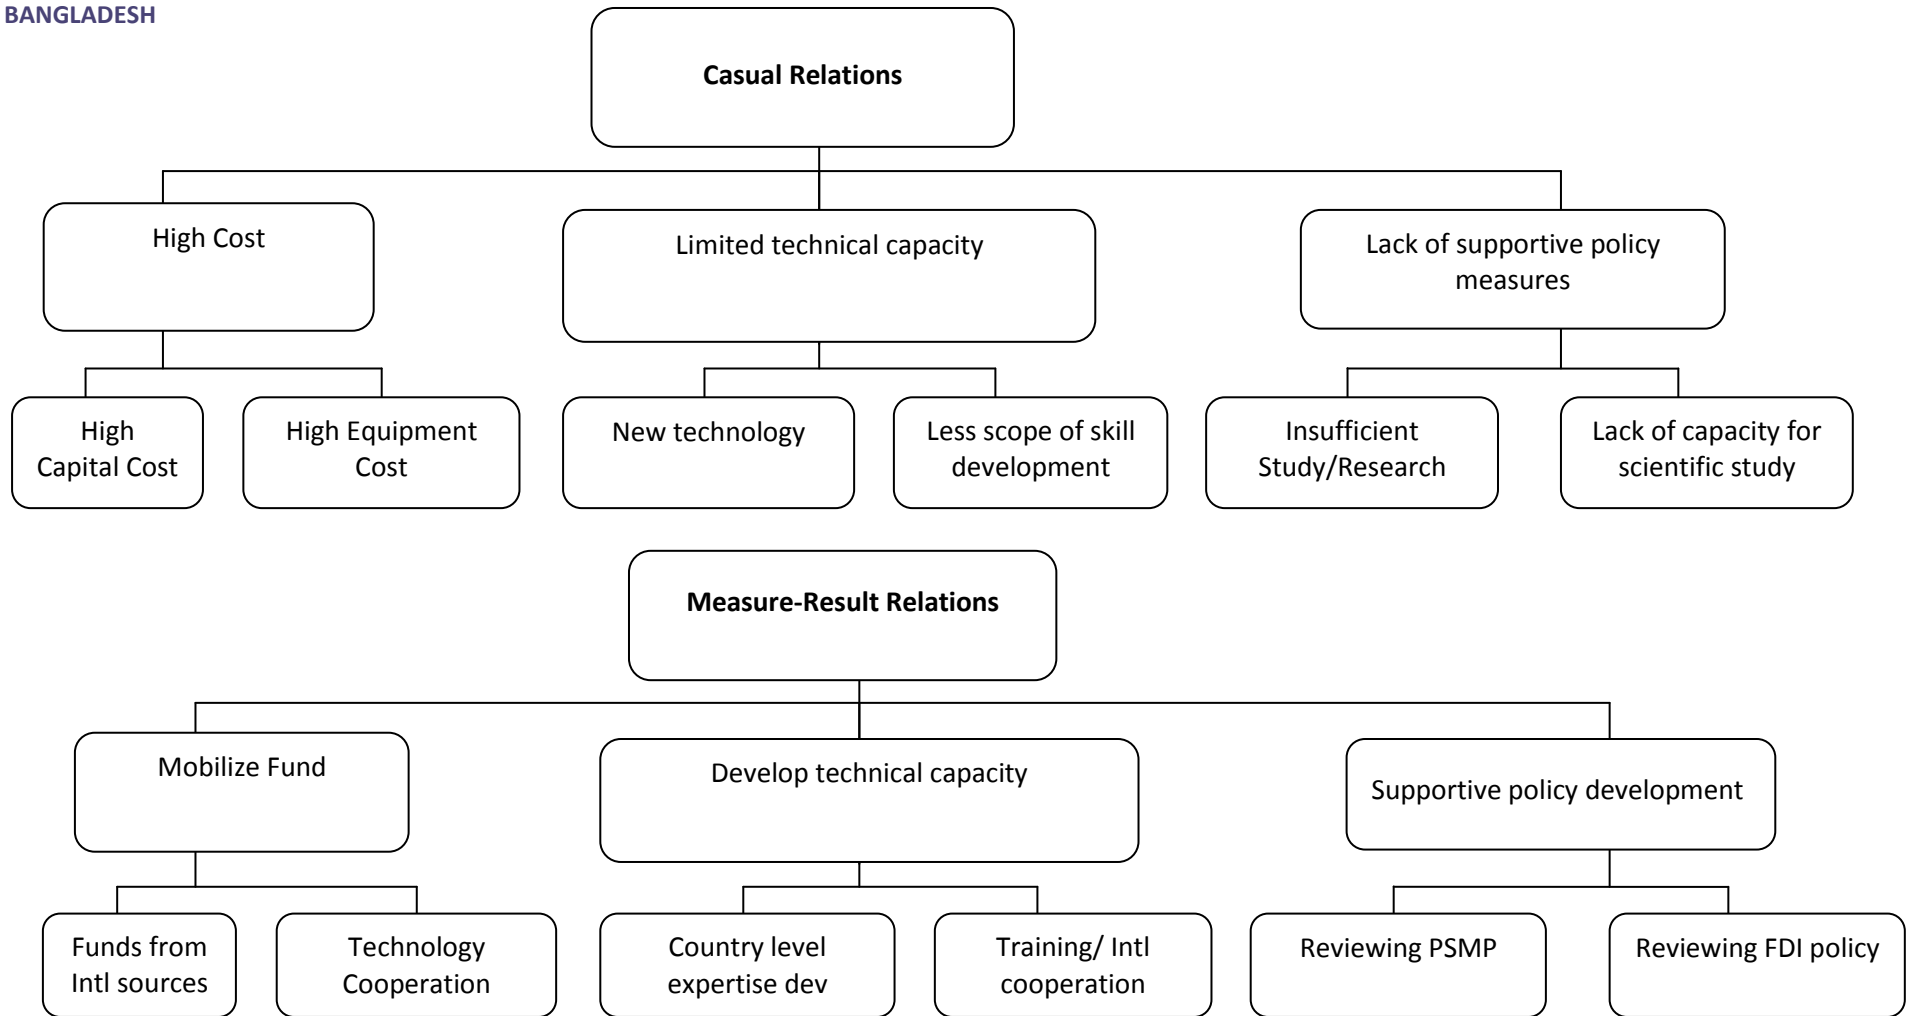 BANGLADESH
Casual Relations
High Cost
Limited technical capacity
Lack of supportive policy
measures
High
Capital Cost
High Equipment
Cost
New technology
Less scope of skill
development
Insufficient
Study/Research
Lack of capacity for
scientific study
Measure-Result Relations
Mobilize Fund
Develop technical capacity
Supportive policy development
Funds from
Intl sources
Technology
Cooperation
Country level
expertise dev
Training/ Intl
cooperation
Reviewing PSMP
Reviewing FDI policy